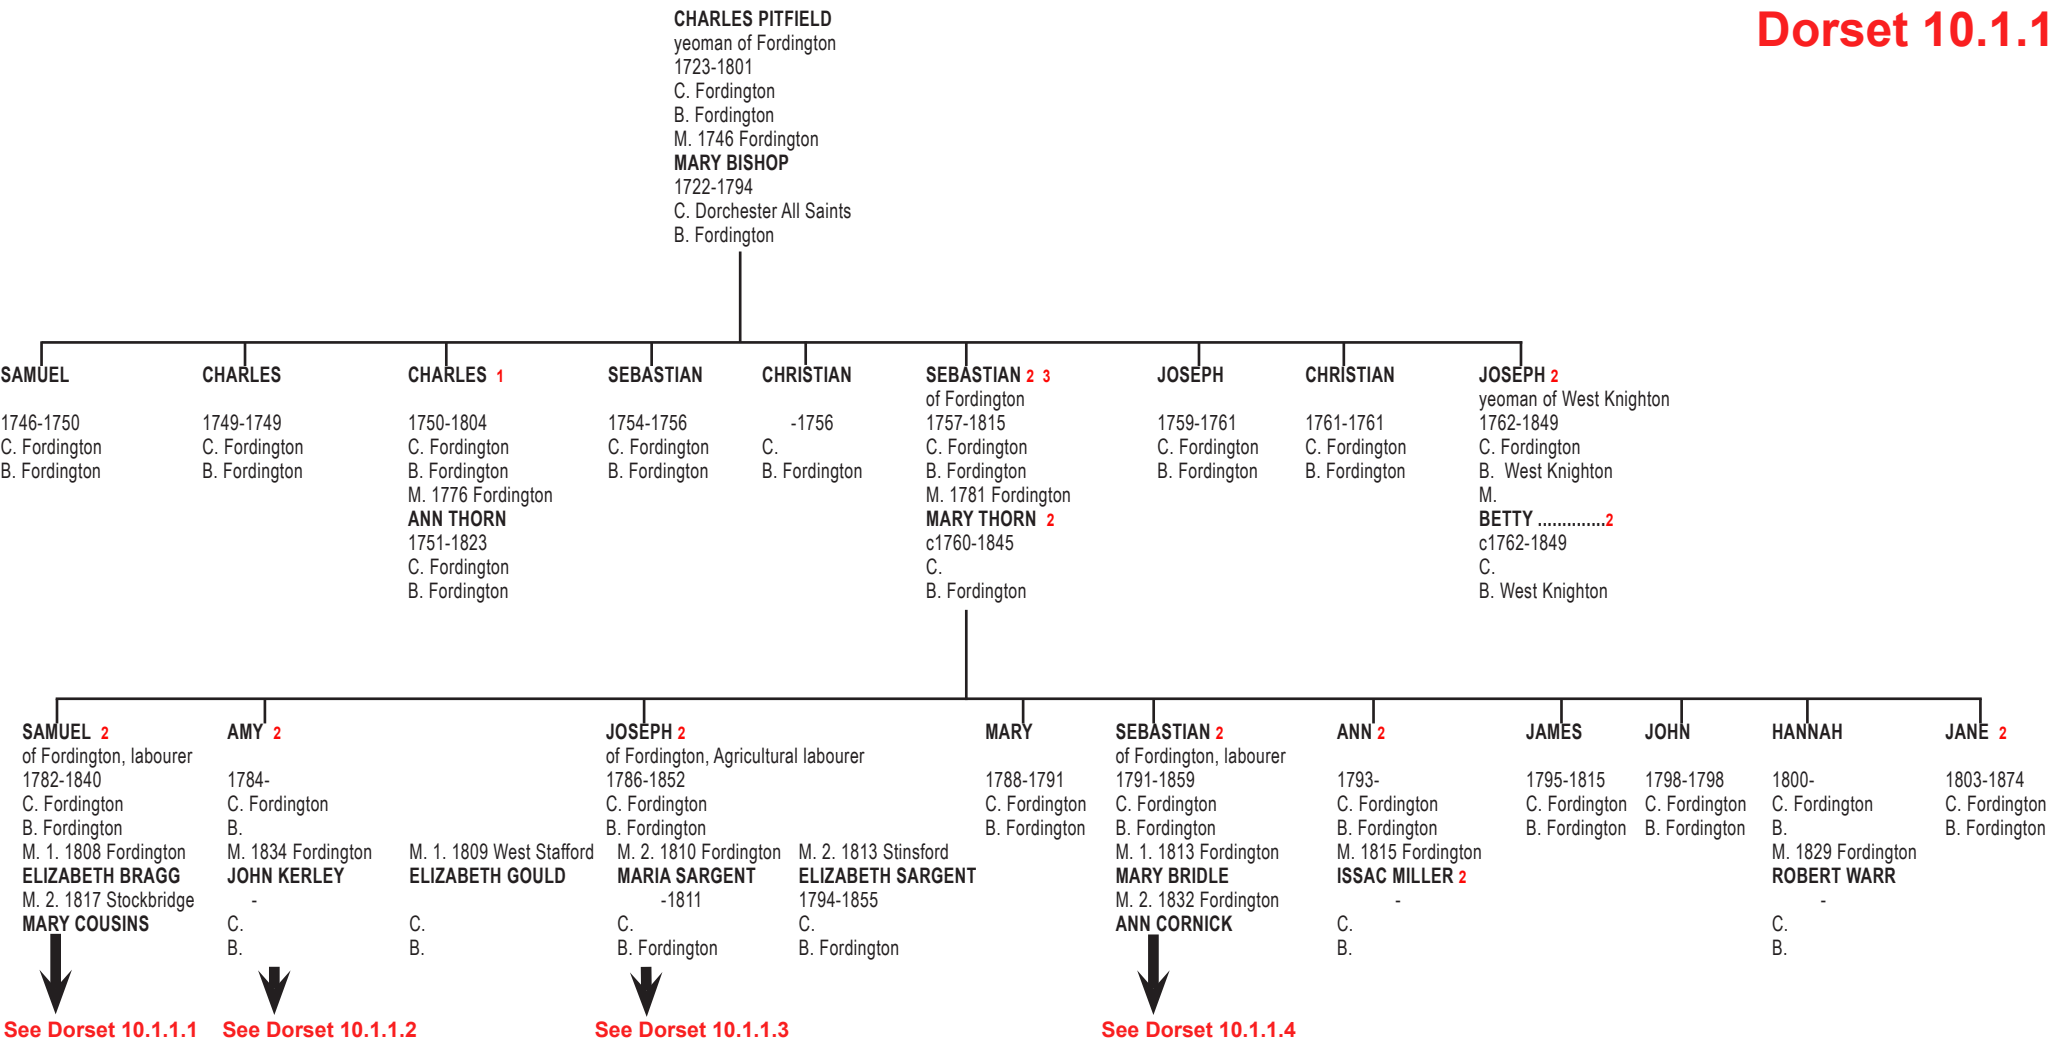 Dorset 10.1.1
CHARLES PITFIELD
yeoman of Fordington
1723-1801
C. Fordington
B. Fordington
M. 1746 Fordington
MARY BISHOP
1722-1794
C. Dorchester All Saints
B. Fordington
SAMUEL
1746-1750
C. Fordington
B. Fordington
CHARLES
1749-1749
C. Fordington
B. Fordington
CHARLES 1
1750-1804
C. Fordington
B. Fordington
M. 1776 Fordington
ANN THORN
1751-1823
C. Fordington
B. Fordington
SEBASTIAN
1754-1756
C. Fordington
B. Fordington
CHRISTIAN
-1756
C.
B. Fordington
SEBASTIAN 2 3
of Fordington
1757-1815
C. Fordington
B. Fordington
M. 1781 Fordington
MARY THORN 2
c1760-1845
C.
B. Fordington
JOSEPH
1759-1761
C. Fordington
B. Fordington
CHRISTIAN
1761-1761
C. Fordington
B. Fordington
JOSEPH 2
yeoman of West Knighton
1762-1849
C. Fordington
B. West Knighton
M.
BETTY ..............2
c1762-1849
C.
B. West Knighton
SAMUEL 2
of Fordington, labourer
1782-1840
C. Fordington
B. Fordington
M. 1. 1808 Fordington
ELIZABETH BRAGG
M. 2. 1817 Stockbridge
MARY COUSINS
See Dorset 10.1.1.1
AMY 2
1784-
C. Fordington
B.
M. 1834 Fordington
JOHN KERLEY
-
C.
B.
See Dorset 10.1.1.2
JOSEPH 2
of Fordington, Agricultural labourer
1786-1852
C. Fordington
B. Fordington
M. 1. 1809 West Stafford
ELIZABETH GOULD
C.
B.
M. 2. 1810 Fordington
MARIA SARGENT
-1811
C.
B. Fordington
M. 2. 1813 Stinsford
ELIZABETH SARGENT
1794-1855
C.
B. Fordington
See Dorset 10.1.1.3
MARY
1788-1791
C. Fordington
B. Fordington
SEBASTIAN 2
of Fordington, labourer
1791-1859
C. Fordington
B. Fordington
M. 1. 1813 Fordington
MARY BRIDLE
M. 2. 1832 Fordington
ANN CORNICK
See Dorset 10.1.1.4
ANN 2
1793-
C. Fordington
B. Fordington
M. 1815 Fordington
ISSAC MILLER 2
-
C.
B.
JAMES
1795-1815
C. Fordington
B. Fordington
JOHN
1798-1798
C. Fordington
B. Fordington
HANNAH
1800-
C. Fordington
B.
M. 1829 Fordington
ROBERT WARR
-
C.
B.
JANE 2
1803-1874
C. Fordington
B. Fordington